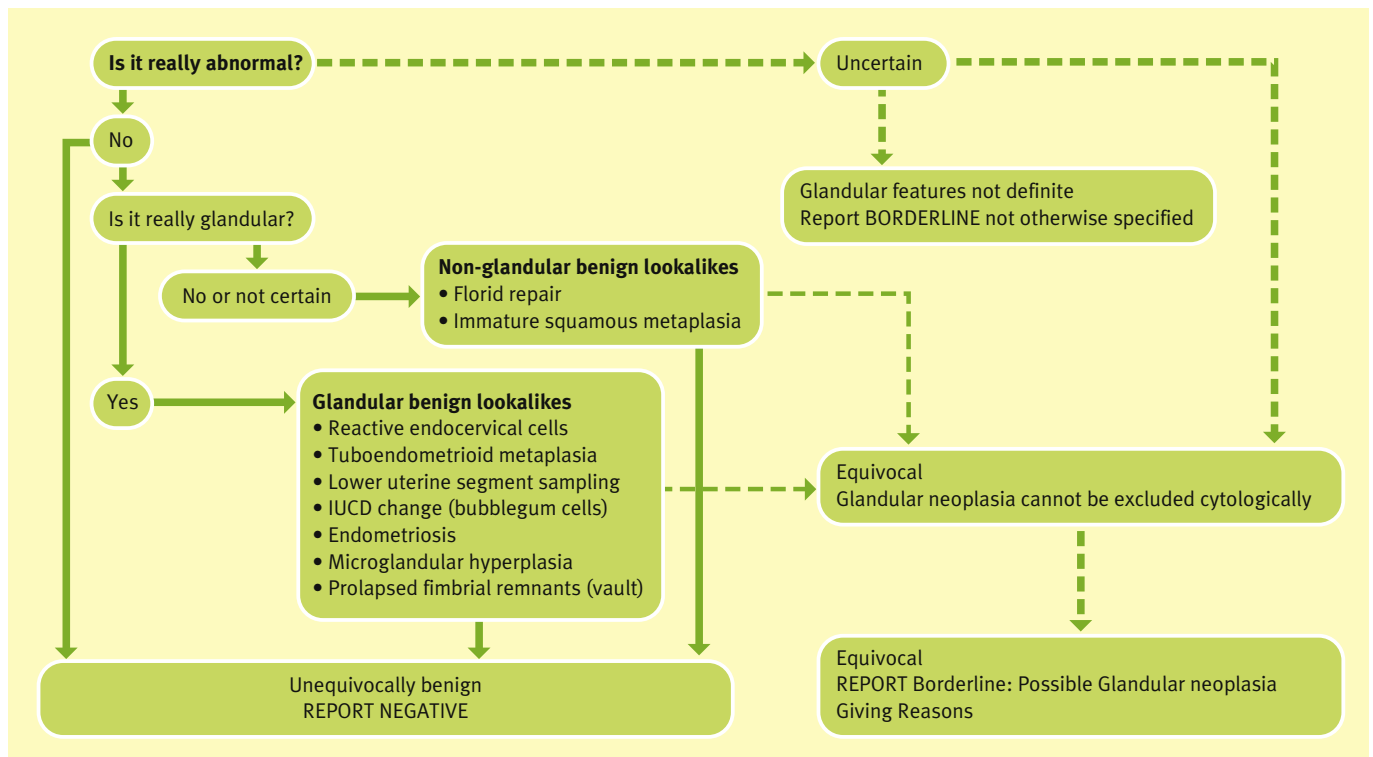 Is it really abnormal?
Uncertain
No
Glandular features not definite
Report BORDERLINE not otherwise specified
Is it really glandular?
No or not certain
Non-glandular benign lookalikes
• Florid repair
• Immature squamous metaplasia
Yes
Glandular benign lookalikes
• Reactive endocervical cells
• Tuboendometrioid metaplasia
• Lower uterine segment sampling
• IUCD change (bubblegum cells)
• Endometriosis
• Microglandular hyperplasia
• Prolapsed fimbrial remnants (vault)
Equivocal
Glandular neoplasia cannot be excluded cytologically
Unequivocally benign
REPORT NEGATIVE
Equivocal
REPORT Borderline: Possible Glandular neoplasia
Giving Reasons